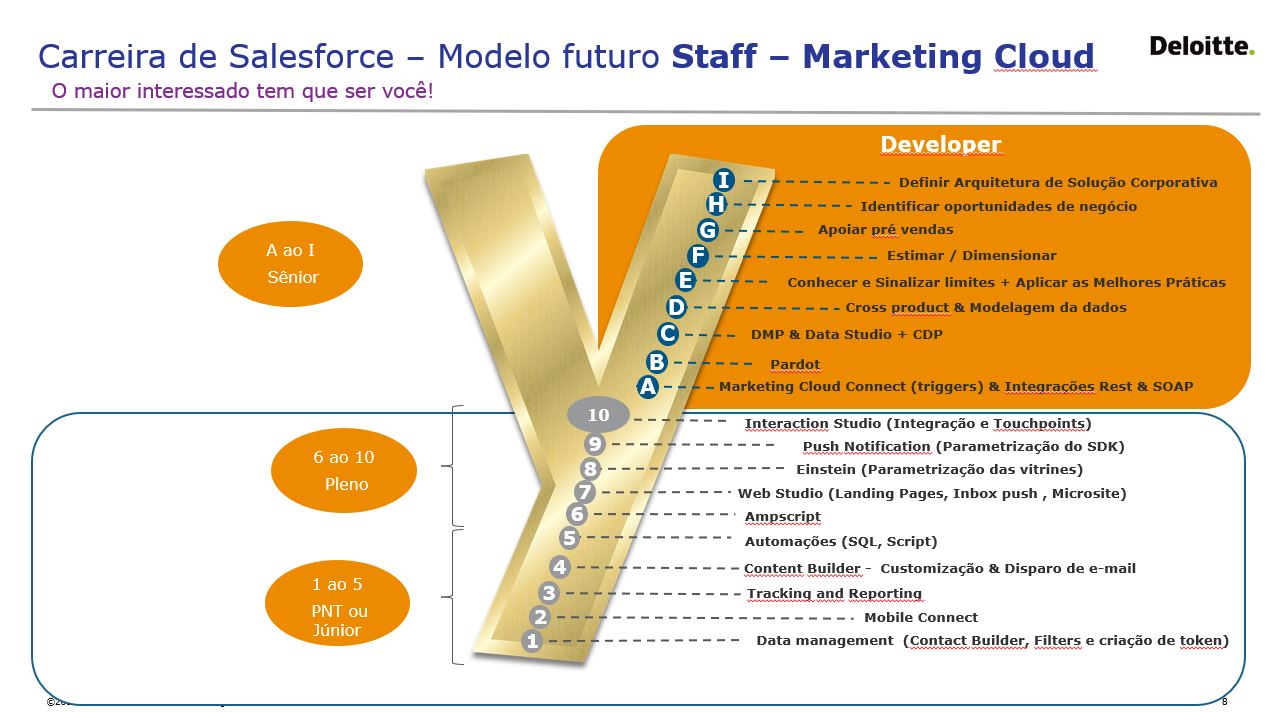 Carreira de Salesforce – Modelo futuro Staff – Marketing Cloud
Deloitte.
O maior interessado tem que ser você!
Developer
I
Definir Arquitetura de Solução Corporativa
H
Identificar oportunidades de negócio
G
Apoiar pré vendas
F
Estimar / Dimensionar
E
Conhecer e Sinalizar limites + Aplicar as Melhores Práticas
D
Cross product & Modelagem da dados
C
DMP & Data Studio + CDP
B
Pardot
A
Marketing Cloud Connect (triggers) & Integrações Rest & SOAP
A ao I
Sênior
10
Interaction Studio (Integração e Touchpoints)
9
Push Notification (Parametrização do SDK)
8
Einstein (Parametrização das vitrines)
7
Web Studio (Landing Pages, Inbox push , Microsite)
6
Ampscript
6 ao 10
Pleno
5
Automações (SQL, Script)
4
Content Builder - Customização & Disparo de e-mail
3
Tracking and Reporting
2
Mobile Connect
1
Data management (Contact Builder, Filters e criação de token)
1 ao 5
PNT ou
Júnior
8